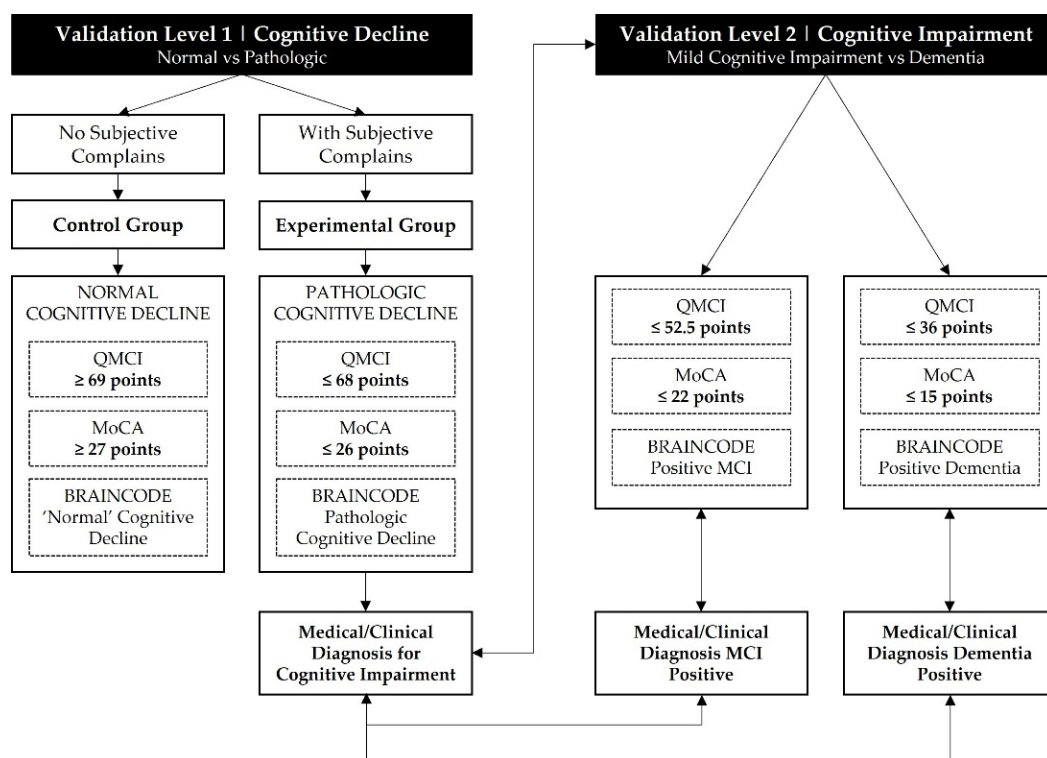 Validation Level 1 | Cognitive Decline
Normal vs Pathologic
No Subjective
Complains
With Subjective
Complains
Control Group
Experimental Group
NORMAL
COGNITIVE DECLINE
QMCI
≥ 69 points
MoCA
≥ 27 points
BRAINCODE
‘Normal’ Cognitive
Decline
PATHOLOGIC
COGNITIVE DECLINE
QMCI
≤ 68 points
MoCA
≤ 26 points
BRAINCODE
Pathologic
Cognitive Decline
Medical/Clinical
Diagnosis for
Cognitive Impairment
Validation Level 2 | Cognitive Impairment
Mild Cognitive Impairment vs Dementia
QMCI
≤ 52.5 points
MoCA
≤ 22 points
BRAINCODE
Positive MCI
Medical/Clinical
Diagnosis MCI
Positive
QMCI
≤ 36 points
MoCA
≤ 15 points
BRAINCODE
Positive Dementia
Medical/Clinical
Diagnosis Dementia
Positive